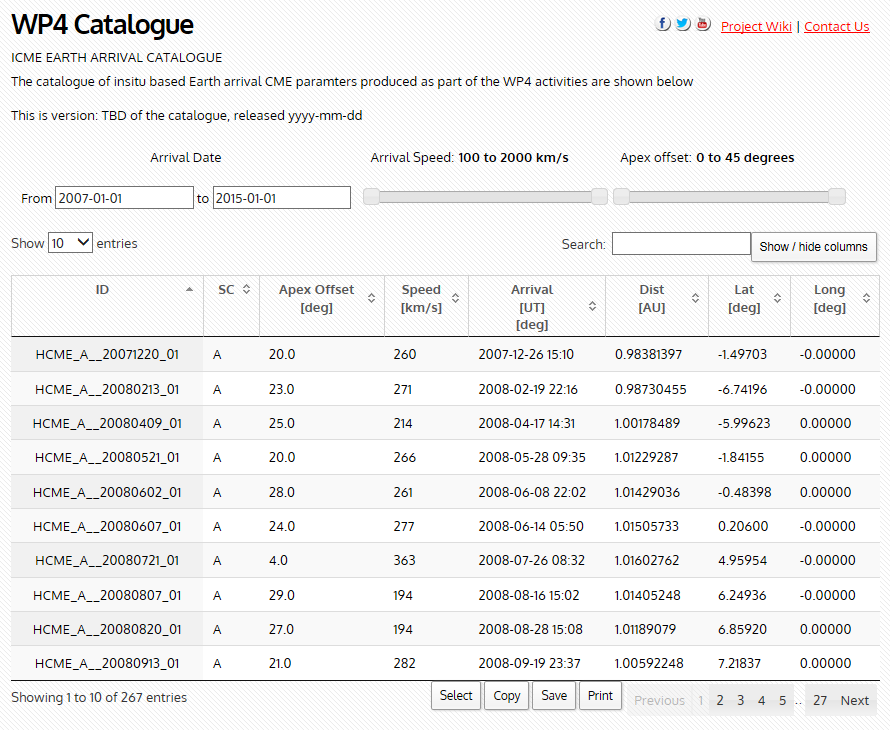 WP4 Catalogue
Project Wiki | Contact Us
ICME EARTH ARRIVAL CATALOGUE
The catalogue of insitu based Earth arrival CME paramters produced as part of the WP4 activities are shown below
This is version: TBD of the catalogue, released yyyy-mm-dd
Arrival Date Arrival Speed: 100 to 2000 km/s Apex offset: 0 to 45 degrees
From 2007-01-01 to 2015-01-01
Show 10 entries Search: Show / hide columns
ID SC Apex Offset Speed Arrival Dist Lat Long
[deg] [km/s] [UT] [AU] [deg] [deg]
[deg]
HCME_A__20071220_01 A 20.0 260 2007-12-26 15:10 0.98381397 -1.49703 -0.00000
HCME_A__20080213_01 A 23.0 271 2008-02-19 22:16 0.98730455 -6.74196 -0.00000
HCME_A__20080409_01 A 25.0 214 2008-04-17 14:31 1.00178489 -5.99623 0.00000
HCME_A__20080521_01 A 20.0 266 2008-05-28 09:35 1.01229287 -1.84155 0.00000
HCME_A__20080602_01 A 28.0 261 2008-06-08 22:02 1.01429036 -0.48398 0.00000
HCME_A__20080607_01 A 24.0 277 2008-06-14 05:50 1.01505733 0.20600 -0.00000
HCME_A__20080721_01 A 4.0 363 2008-07-26 08:32 1.01602762 4.95954 -0.00000
HCME_A__20080807_01 A 29.0 194 2008-08-16 15:02 1.01405248 6.24936 -0.00000
HCME_A__20080820_01 A 27.0 194 2008-08-28 15:08 1.01189079 6.85920 0.00000
HCME_A__20080913_01 A 21.0 282 2008-09-19 23:37 1.00592248 7.21837 0.00000
Showing 1 to 10 of 267 entries Select Copy Save Print Previous 1 2 3 4 5 .. 27 Next